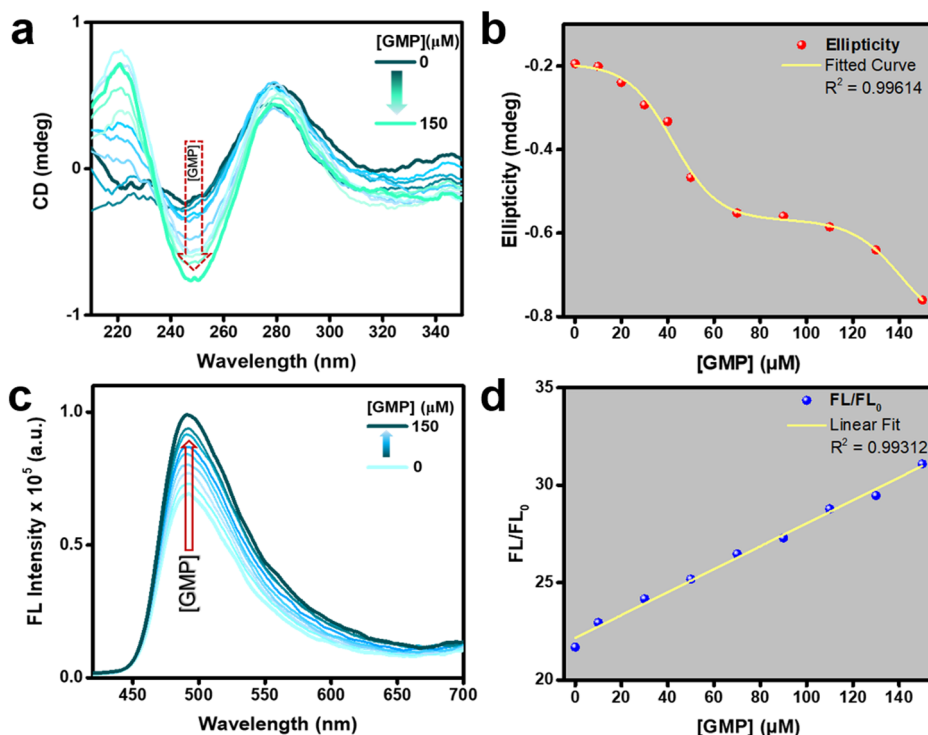 a
[GMP](μM)
0
150
[GMP]
CD (mdeg)
1
0
-1
220 240 260 280 300 320 340
Wavelength (nm)
b
Ellipticity
Fitted Curve
R² = 0.99614
Ellipticity (mdeg)
-0.2
-0.4
-0.6
-0.8
0 20 40 60 80 100 120 140
[GMP] (μM)
c
[GMP] (μM)
150
0
[GMP]
FL Intensity x 10⁵ (a.u.)
1.0
0.5
0.0
450 500 550 600 650 700
Wavelength (nm)
d
FL/FL₀
Linear Fit
R² = 0.99312
FL/FL₀
35
30
25
20
0 20 40 60 80 100 120 140
[GMP] (μM)